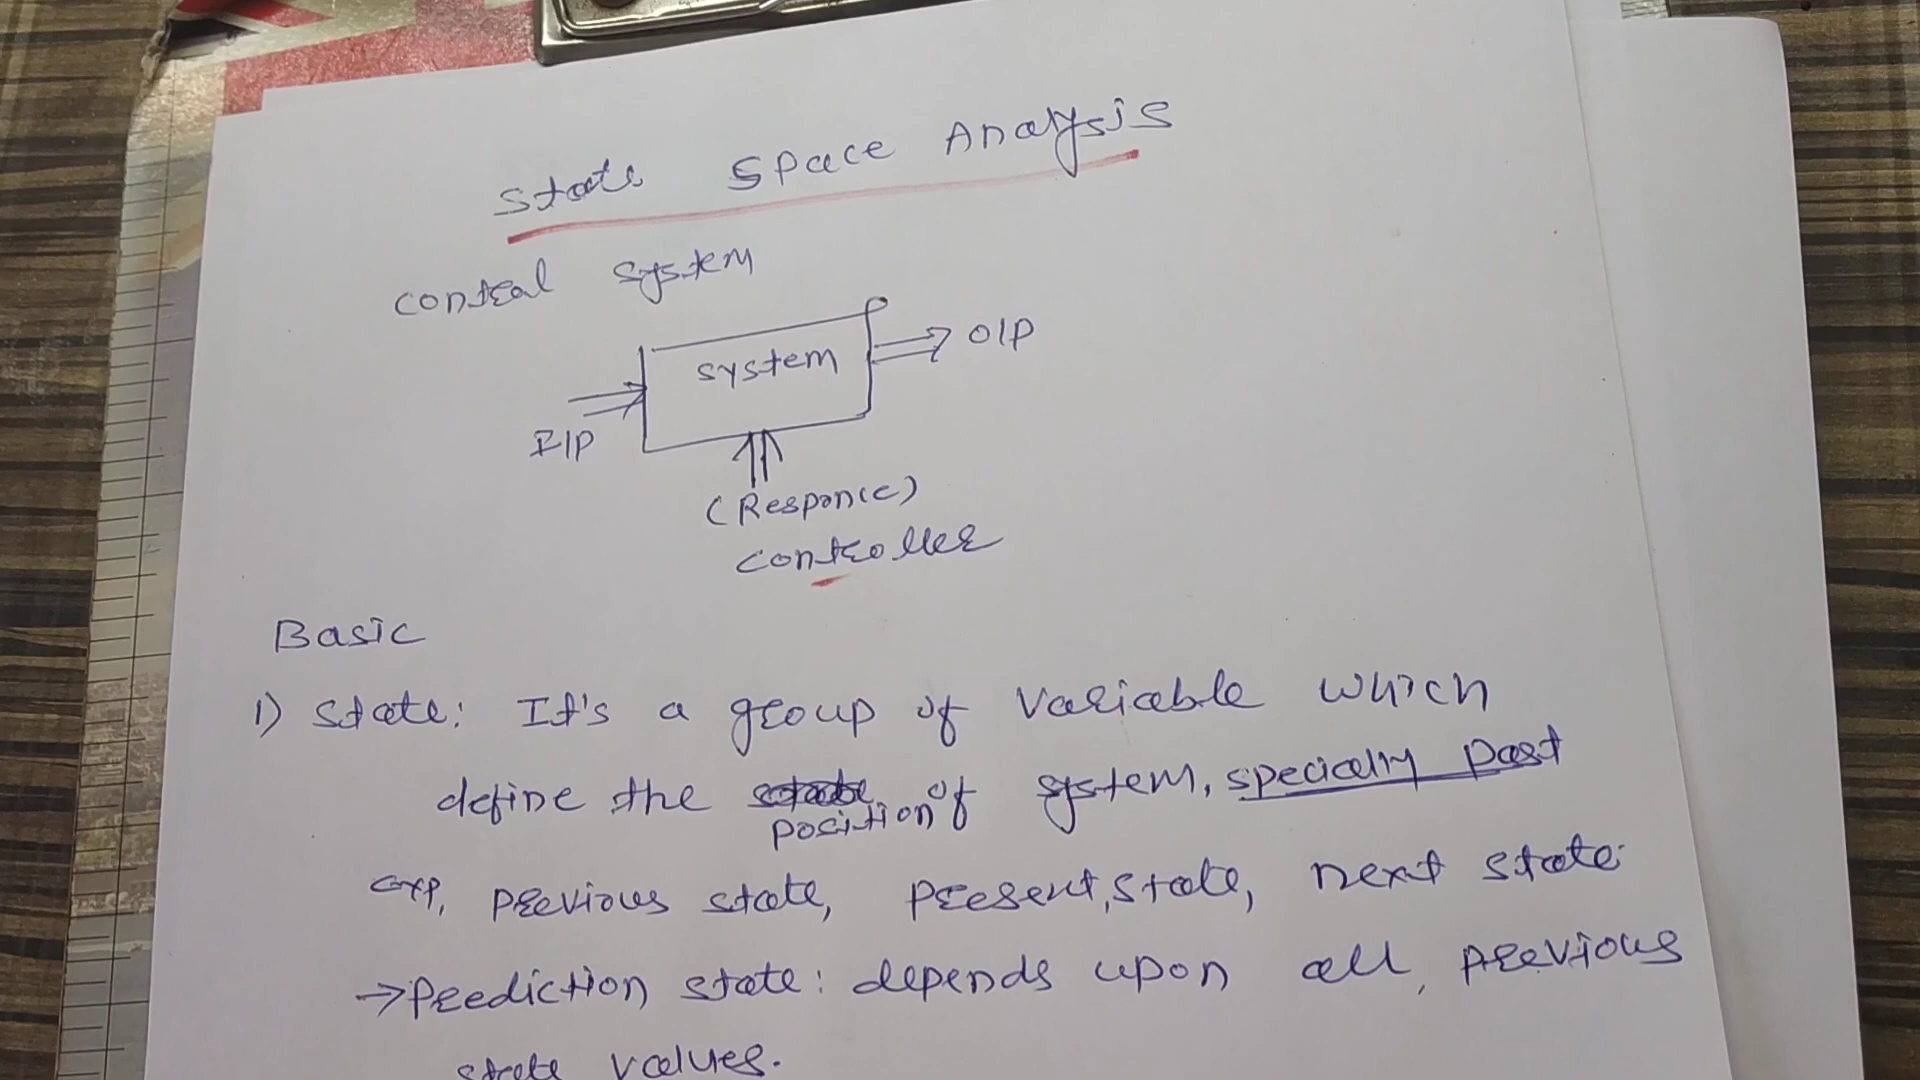 State Space Analysis
Control System
System
O/P
I/P
(Responce)
Controller
Basic
1) State: It's a group of Variable which
define the position of system, specially Past
exp, Previous state, Present, state, next state.
→ Prediction state: depends upon all, previous
state values.